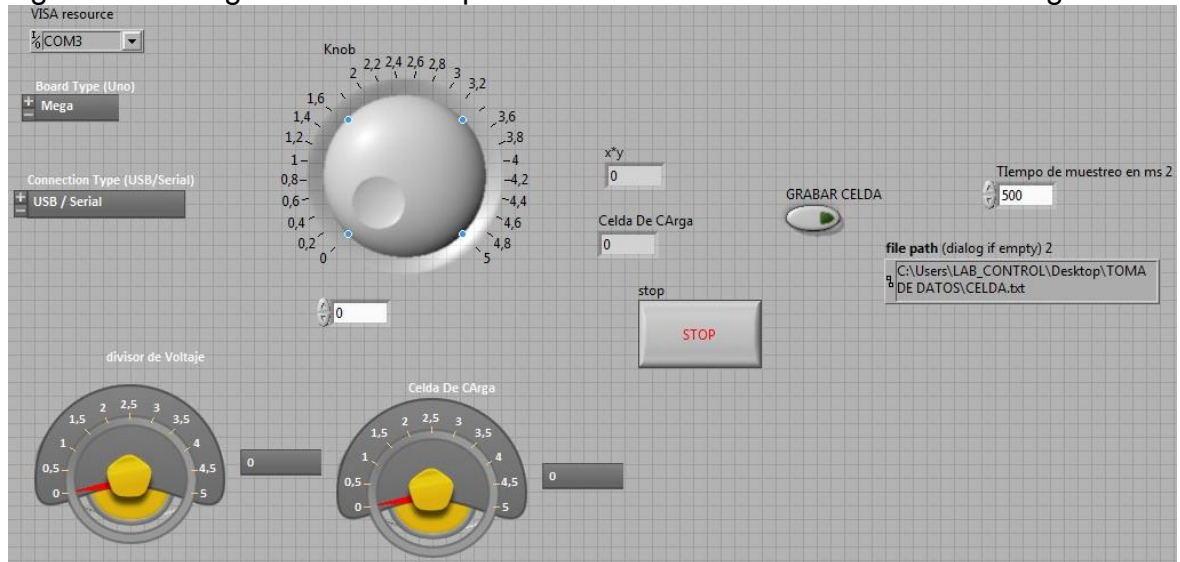 VISA resource
COM3
Board Type (Uno)
Mega
Connection Type (USB/Serial)
USB / Serial
Knob
0
0,2
0,4
0,6
0,8
1
1,2
1,4
1,6
2
2,2
2,4
2,6
2,8
3
3,2
3,6
3,8
4
4,2
4,4
4,6
4,8
5
0
x*y
0
Celda De CArga
0
stop
STOP
GRABAR CELDA
TIempo de muestreo en ms 2
500
file path (dialog if empty) 2
C:\Users\LAB_CONTROL\Desktop\TOMA
DE DATOS\CELDA.txt
divisor de Voltaje
0
0,5
1
1,5
2
2,5
3
3,5
4
4,5
5
0
Celda De CArga
0
0,5
1
1,5
2
2,5
3
3,5
4
4,5
5
0